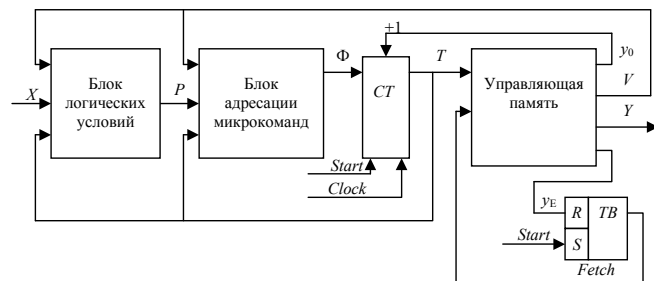 +1
y0
Блок
логических
условий
Блок
адресации
микрокоманд
Управляющая
память
X
P
Ф
CT
T
V
Y
Start
Clock
yE
R
TB
S
Start
Fetch